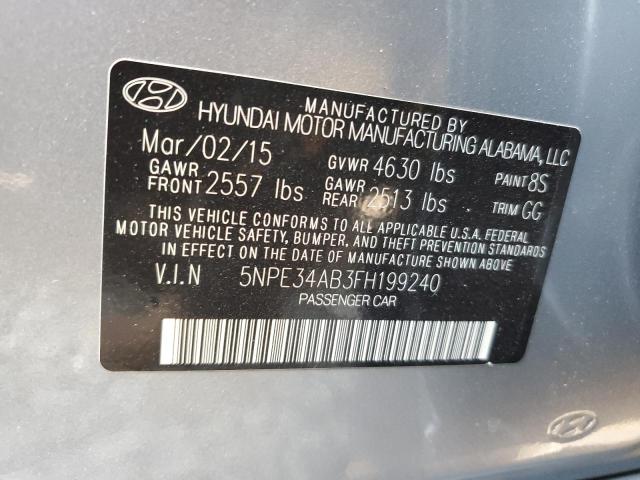 MANUFACTURED BY
HYUNDAI MOTOR MANUFACTURING ALABAMA, LLC
Mar/02/15 GVWR 4630 lbs PAINT 8S
GAWR FRONT 2557 lbs GAWR REAR 2513 lbs TRIM GG
THIS VEHICLE CONFORMS TO ALL APPLICABLE U.S.A. FEDERAL
MOTOR VEHICLE SAFETY, BUMPER, AND THEFT PREVENTION STANDARDS
IN EFFECT ON THE DATE OF MANUFACTURE SHOWN ABOVE.
V.I.N 5NPE34AB3FH199240
PASSENGER CAR